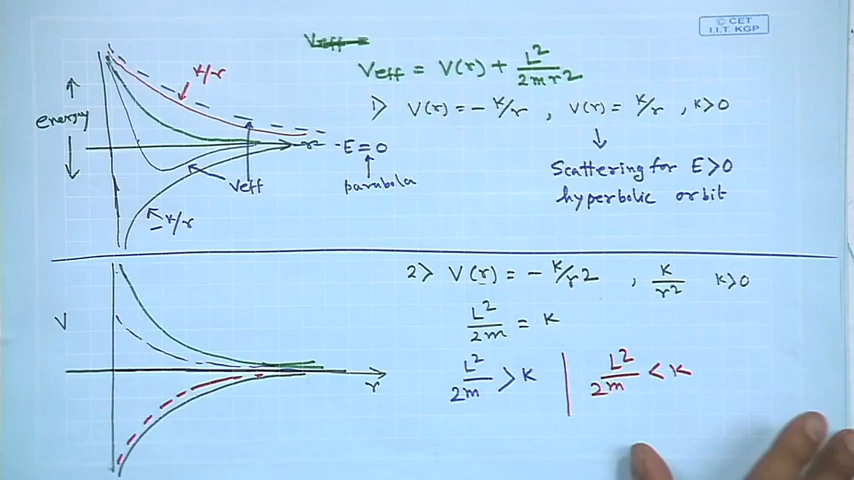 © CET
I.I.T. KGP
Veff =
Veff = V(r) + L²/2mr²
1> V(r) = - K/r , V(r) = K/r , K>0
Scattering for E>0
hyperbolic orbit
K/r
energy
r
E=0
Veff
parabola
- K/r
2> V(r) = - K/r² , K/r² K>0
L²/2m = K
L²/2m > K | L²/2m < K
V
r